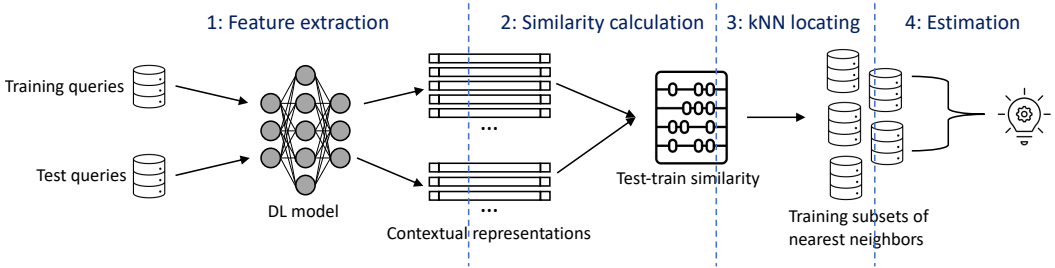 1: Feature extraction
2: Similarity calculation
3: kNN locating
4: Estimation
Training queries
Test queries
DL model
...
...
Contextual representations
Test-train similarity
Training subsets of
nearest neighbors